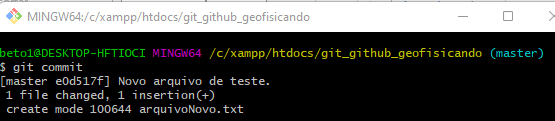 MINGW64:/c/xampp/htdocs/git_github_geofisicando
beto1@DESKTOP-HFTIOCI MINGW64 /c/xampp/htdocs/git_github_geofisicando (master)
$ git commit
[master e0d517f] Novo arquivo de teste.
1 file changed, 1 insertion(+)
create mode 100644 arquivoNovo.txt